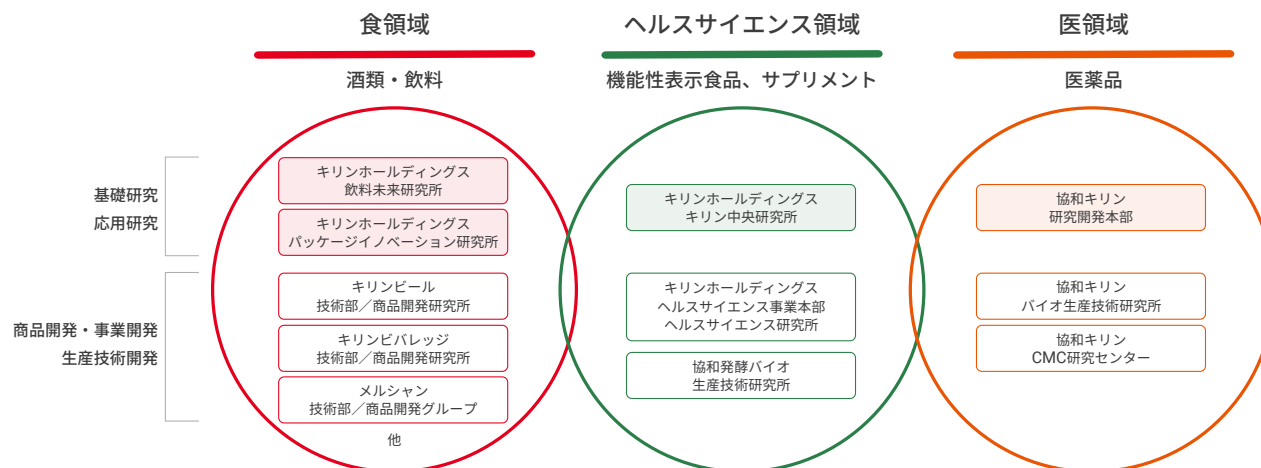 食領域
酒類・飲料
ヘルスサイエンス領域
機能性表示食品、サプリメント
医領域
医薬品
基礎研究
応用研究
キリンホールディングス
飲料未来研究所
キリンホールディングス
パッケージイノベーション研究所
キリンホールディングス
キリン中央研究所
協和キリン
研究開発本部
商品開発・事業開発
生産技術開発
キリンビール
技術部／商品開発研究所
キリンビバレッジ
技術部／商品開発研究所
メルシャン
技術部／商品開発グループ
他
キリンホールディングス
ヘルスサイエンス事業本部
ヘルスサイエンス研究所
協和発酵バイオ
生産技術研究所
協和キリン
バイオ生産技術研究所
協和キリン
CMC研究センター